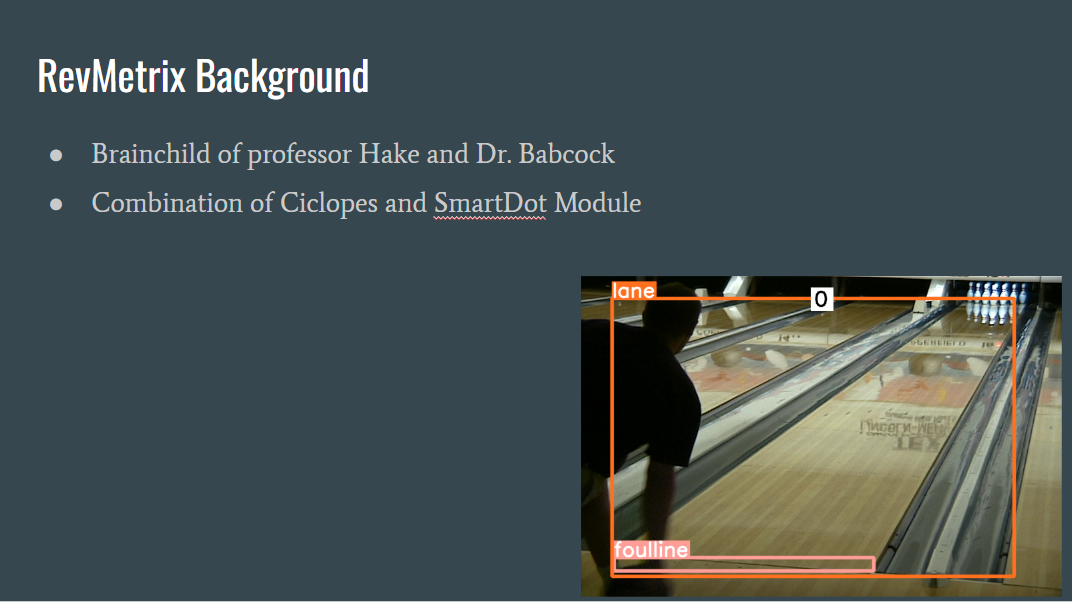 RevMetrix Background
● Brainchild of professor Hake and Dr. Babcock
● Combination of Ciclopes and SmartDot Module
lane
0
foulline